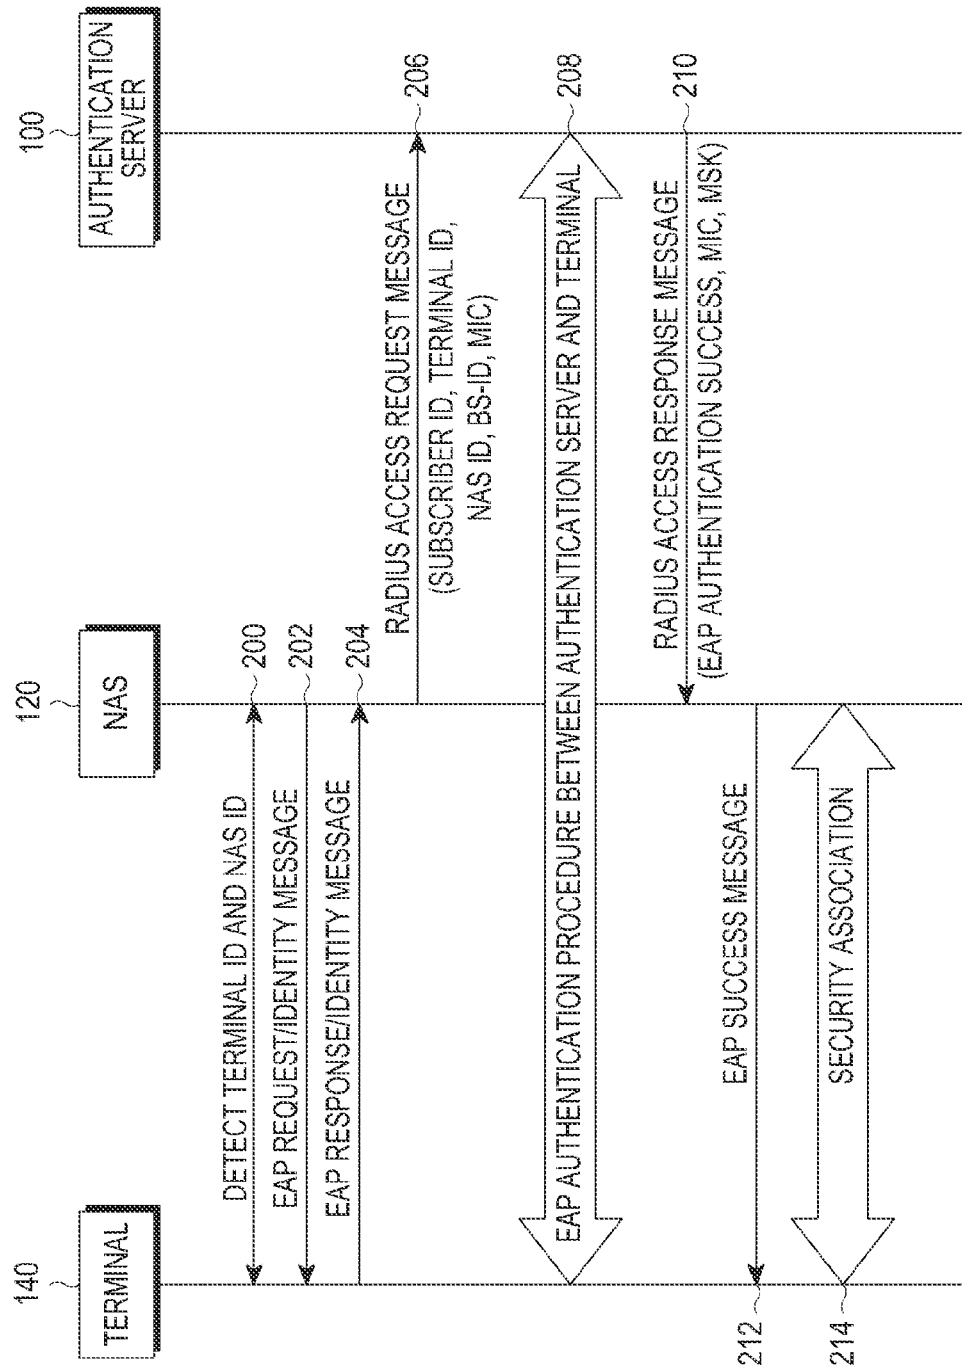 140
TERMINAL
120
NAS
100
AUTHENTICATION
SERVER
DETECT TERMINAL ID AND NAS ID
200
EAP REQUEST/IDENTITY MESSAGE
202
EAP RESPONSE/IDENTITY MESSAGE
204
RADIUS ACCESS REQUEST MESSAGE
206
(SUBSCRIBER ID, TERMINAL ID,
NAS ID, BS-ID, MIC)
EAP AUTHENTICATION PROCEDURE BETWEEN AUTHENTICATION SERVER AND TERMINAL
208
RADIUS ACCESS RESPONSE MESSAGE
210
(EAP AUTHENTICATION SUCCESS, MIC, MSK)
EAP SUCCESS MESSAGE
212
SECURITY ASSOCIATION
214